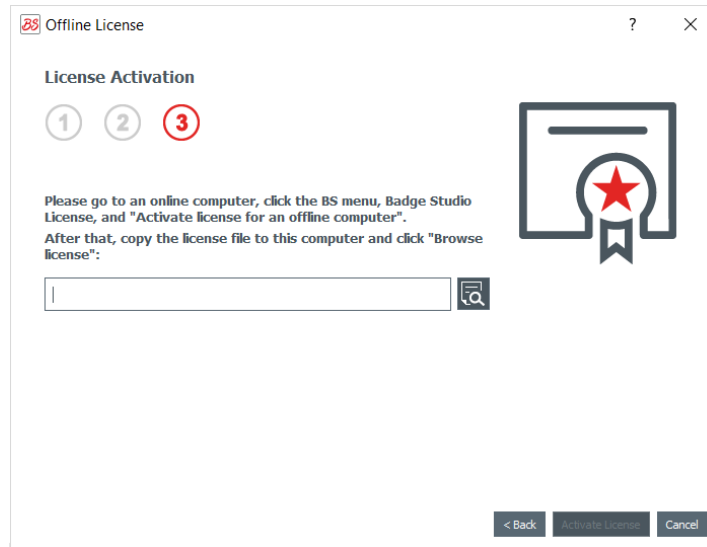 BS Offline License ? ×
License Activation
1 2 3
Please go to an online computer, click the BS menu, Badge Studio
License, and "Activate license for an offline computer".
After that, copy the license file to this computer and click "Browse
license":
< Back Activate License Cancel